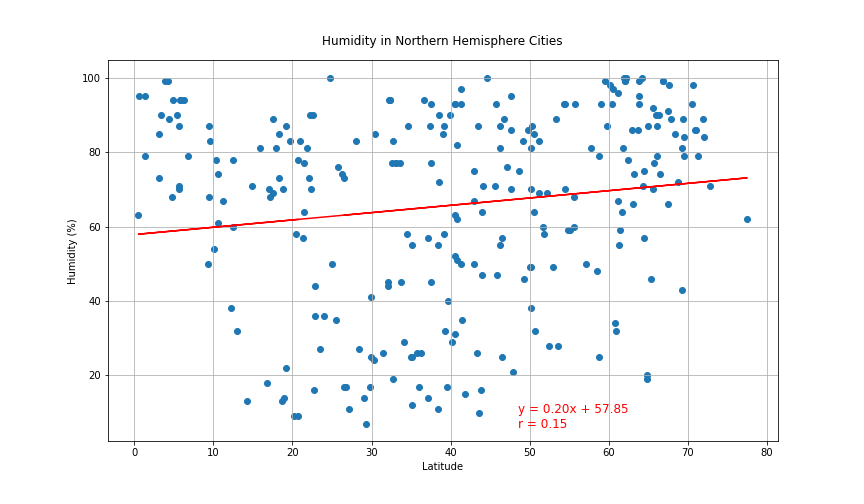 Humidity in Northern Hemisphere Cities
Humidity (%)
100
80
60
40
20
y = 0.20x + 57.85
r = 0.15
0 10 20 30 40 50 60 70 80
Latitude